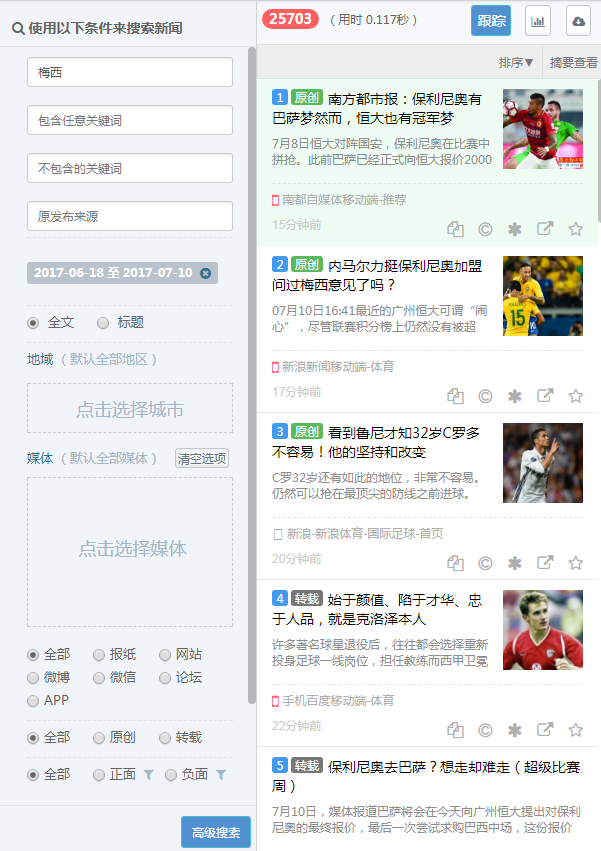 使用以下条件来搜索新闻
梅西
包含任意关键词
不包含的关键词
原发布来源
2017-06-18 至 2017-07-10
全文 标题
地域（默认全部地区）
点击选择城市
媒体（默认全部媒体） 清空选项
点击选择媒体
全部 报纸 网站
微博 微信 论坛
APP
全部 原创 转载
全部 正面 负面
高级搜索
25703 （用时 0.117秒） 跟踪
排序▼ 摘要查看
1 原创 南方都市报：保利尼奥有
巴萨梦然而，恒大也有冠军梦
7月8日恒大对阵国安，保利尼奥在比赛中
拼抢。此前巴萨已经正式向恒大报价2000
南都自媒体移动端-推荐
15分钟前
2 原创 内马尔力挺保利尼奥加盟
问过梅西意见了吗？
07月10日16:41最近的广州恒大可谓“闹
心”，尽管联赛积分榜上仍然没有被超
新浪新闻移动端-体育
17分钟前
3 原创 看到鲁尼才知32岁C罗多
不容易！他的坚持和改变
C罗32岁还有如此的地位，非常不容易。
仍然可以抢在最顶尖的防线之前进球。
新浪-新浪体育-国际足球-首页
20分钟前
4 转载 始于颜值、陷于才华、忠
于人品，就是克洛泽本人
许多著名球星退役后，往往都会选择重新
投身足球一线岗位，担任教练而西甲卫冕
手机百度移动端-体育
22分钟前
5 转载 保利尼奥去巴萨？想走却难走（超级比赛
周）
7月10日，媒体报道巴萨将会在今天向广州恒大提出对保利
尼奥的最终报价，最后一次尝试求购巴西中场，这份报价